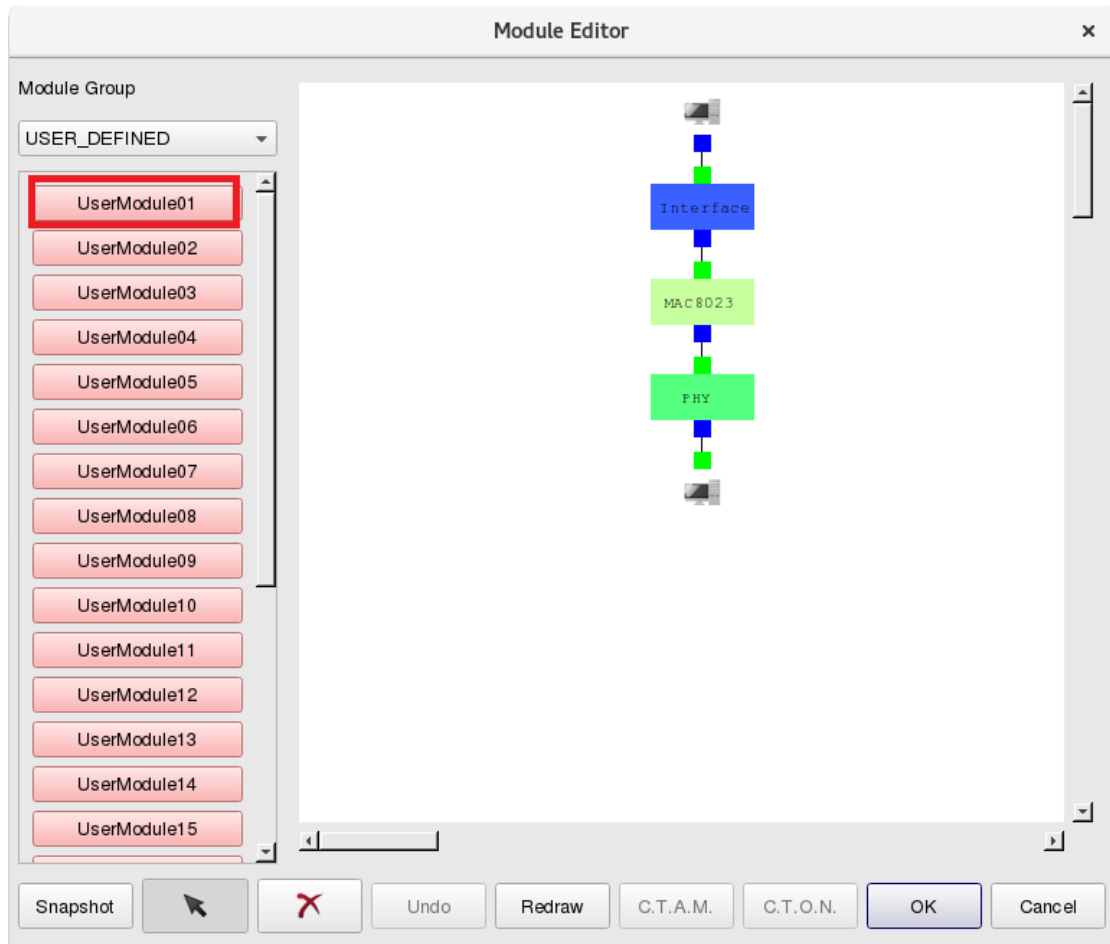 Module Editor
Module Group
USER_DEFINED
UserModule01
UserModule02
UserModule03
UserModule04
UserModule05
UserModule06
UserModule07
UserModule08
UserModule09
UserModule10
UserModule11
UserModule12
UserModule13
UserModule14
UserModule15
Interface
MAC8023
PHY
Snapshot
Undo
Redraw
C.T.A.M.
C.T.O.N.
OK
Cancel